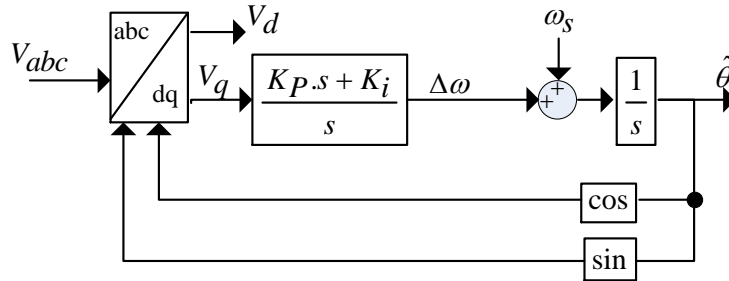 V_abc
abc
dq
V_d
V_q
K_P.s + K_i
s
Δω
ω_s
+
+
1
s
θ̃
cos
sin